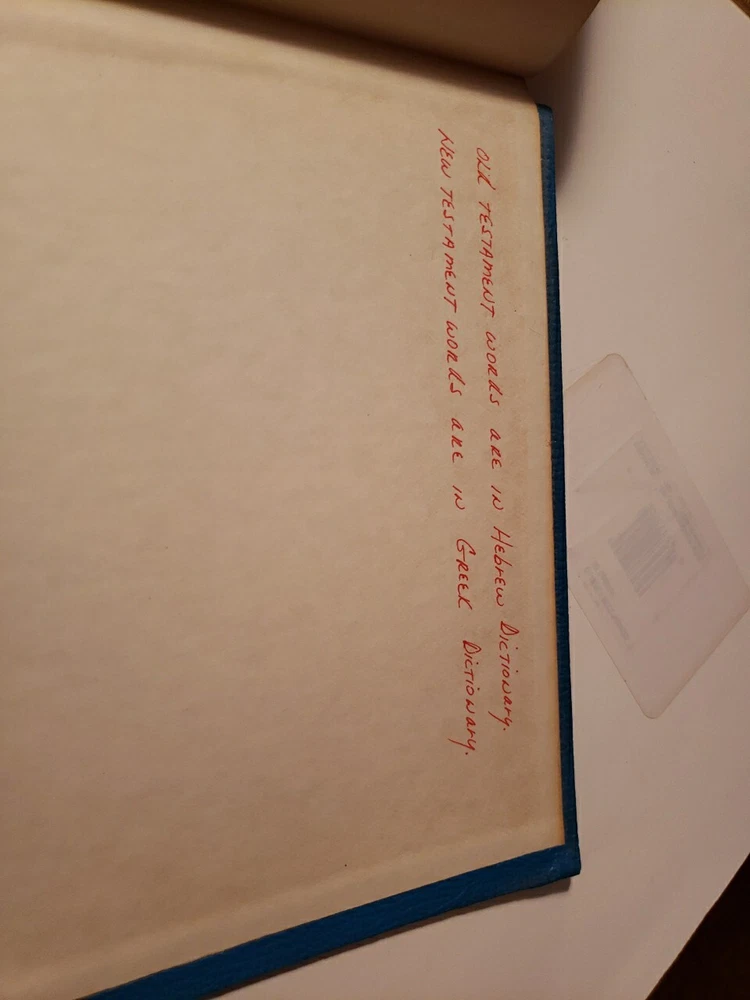 OLD TESTAMENT WORDS ARE IN HEBREW DICTIONARY.
NEW TESTAMENT WORDS ARE IN GREEK DICTIONARY.